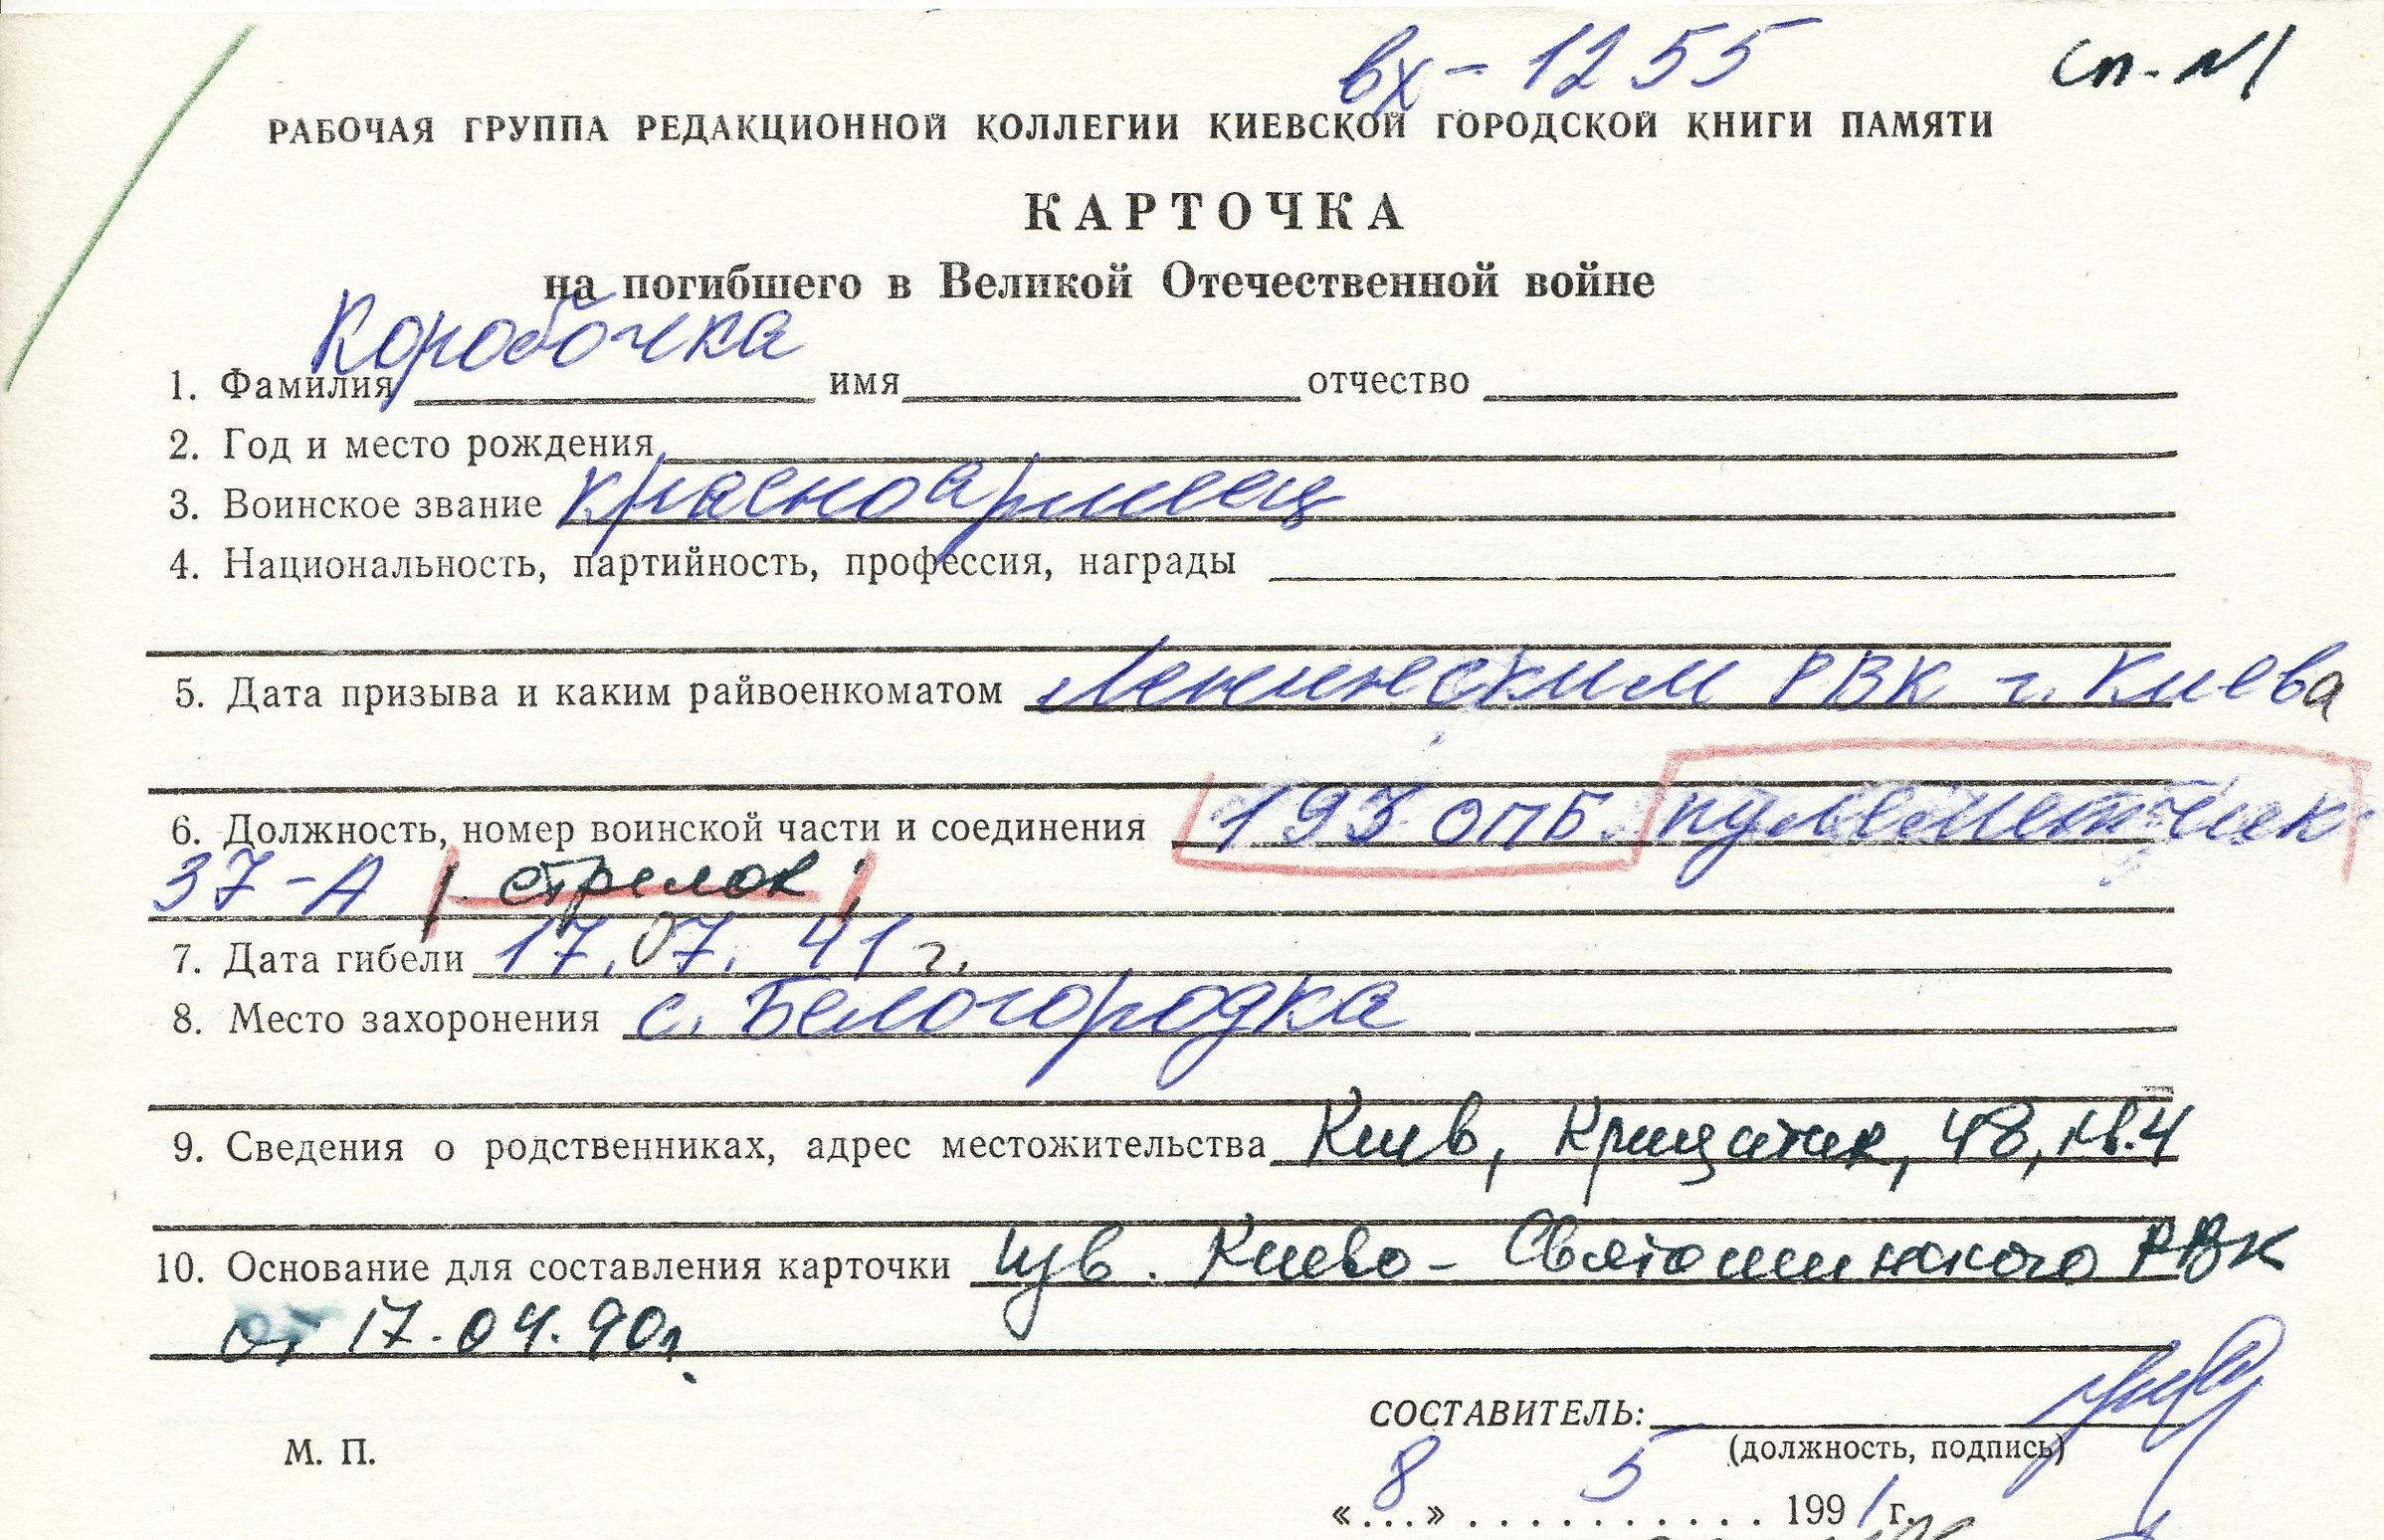 вх - 1255 сп - №1
РАБОЧАЯ ГРУППА РЕДАКЦИОННОЙ КОЛЛЕГИИ КИЕВСКОЙ ГОРОДСКОЙ КНИГИ ПАМЯТИ
КАРТОЧКА
на погибшего в Великой Отечественной войне
1. Фамилия Коробочка имя отчество
2. Год и место рождения
3. Воинское звание красноармеец
4. Национальность, партийность, профессия, награды
5. Дата призыва и каким райвоенкоматом Ленинским РВК г. Киева
6. Должность, номер воинской части и соединения 193 ОПБ. пулеметчик
37-А стрелок
7. Дата гибели 17.07.41 г.
8. Место захоронения с. Белогородка
9. Сведения о родственниках, адрес местожительства Киев, Крищатик, 48, кв.4
10. Основание для составления карточки Изв. Киево-Святошинского РВК
от 17.04.90г.
СОСТАВИТЕЛЬ:
(должность, подпись)
М. П.
«8» 5 1991 г.